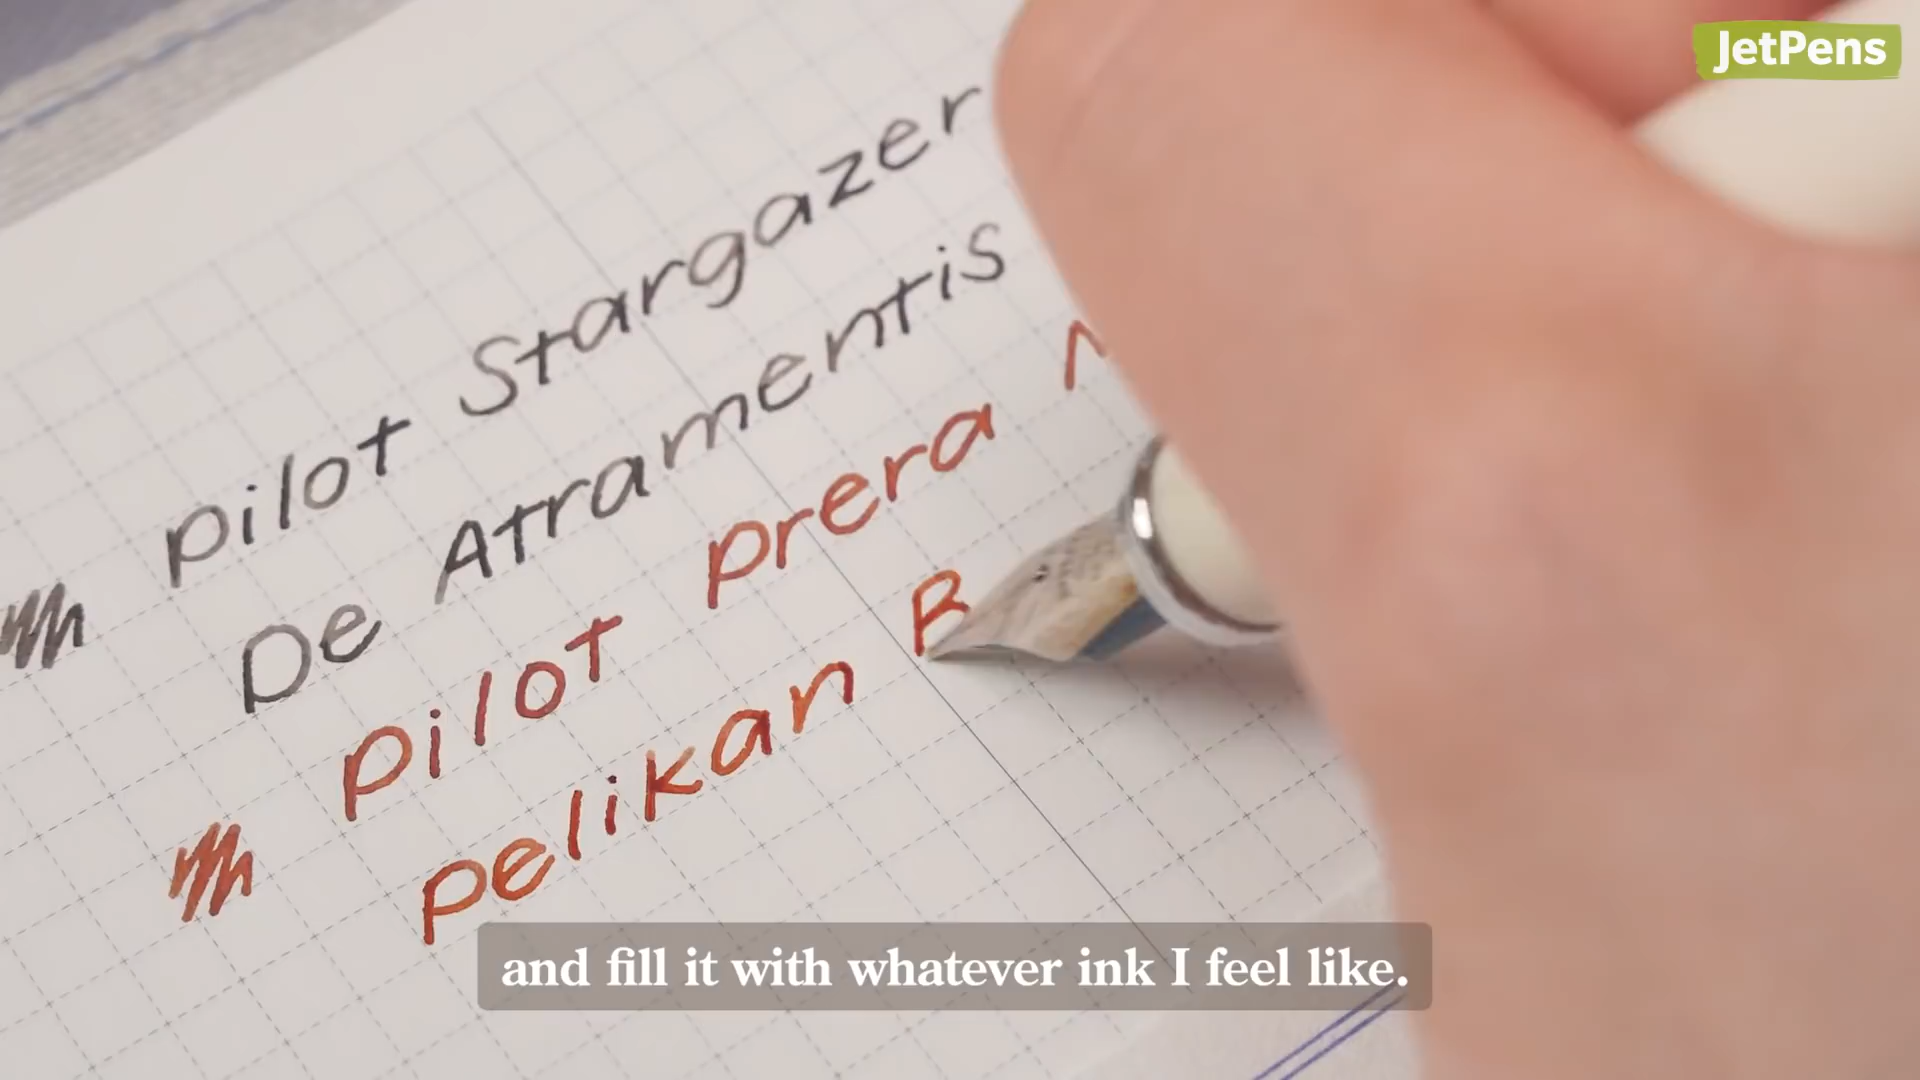 JetPens
pilot Stargazer
De Atramentis
pilot prera
pelikan
and fill it with whatever ink I feel like.